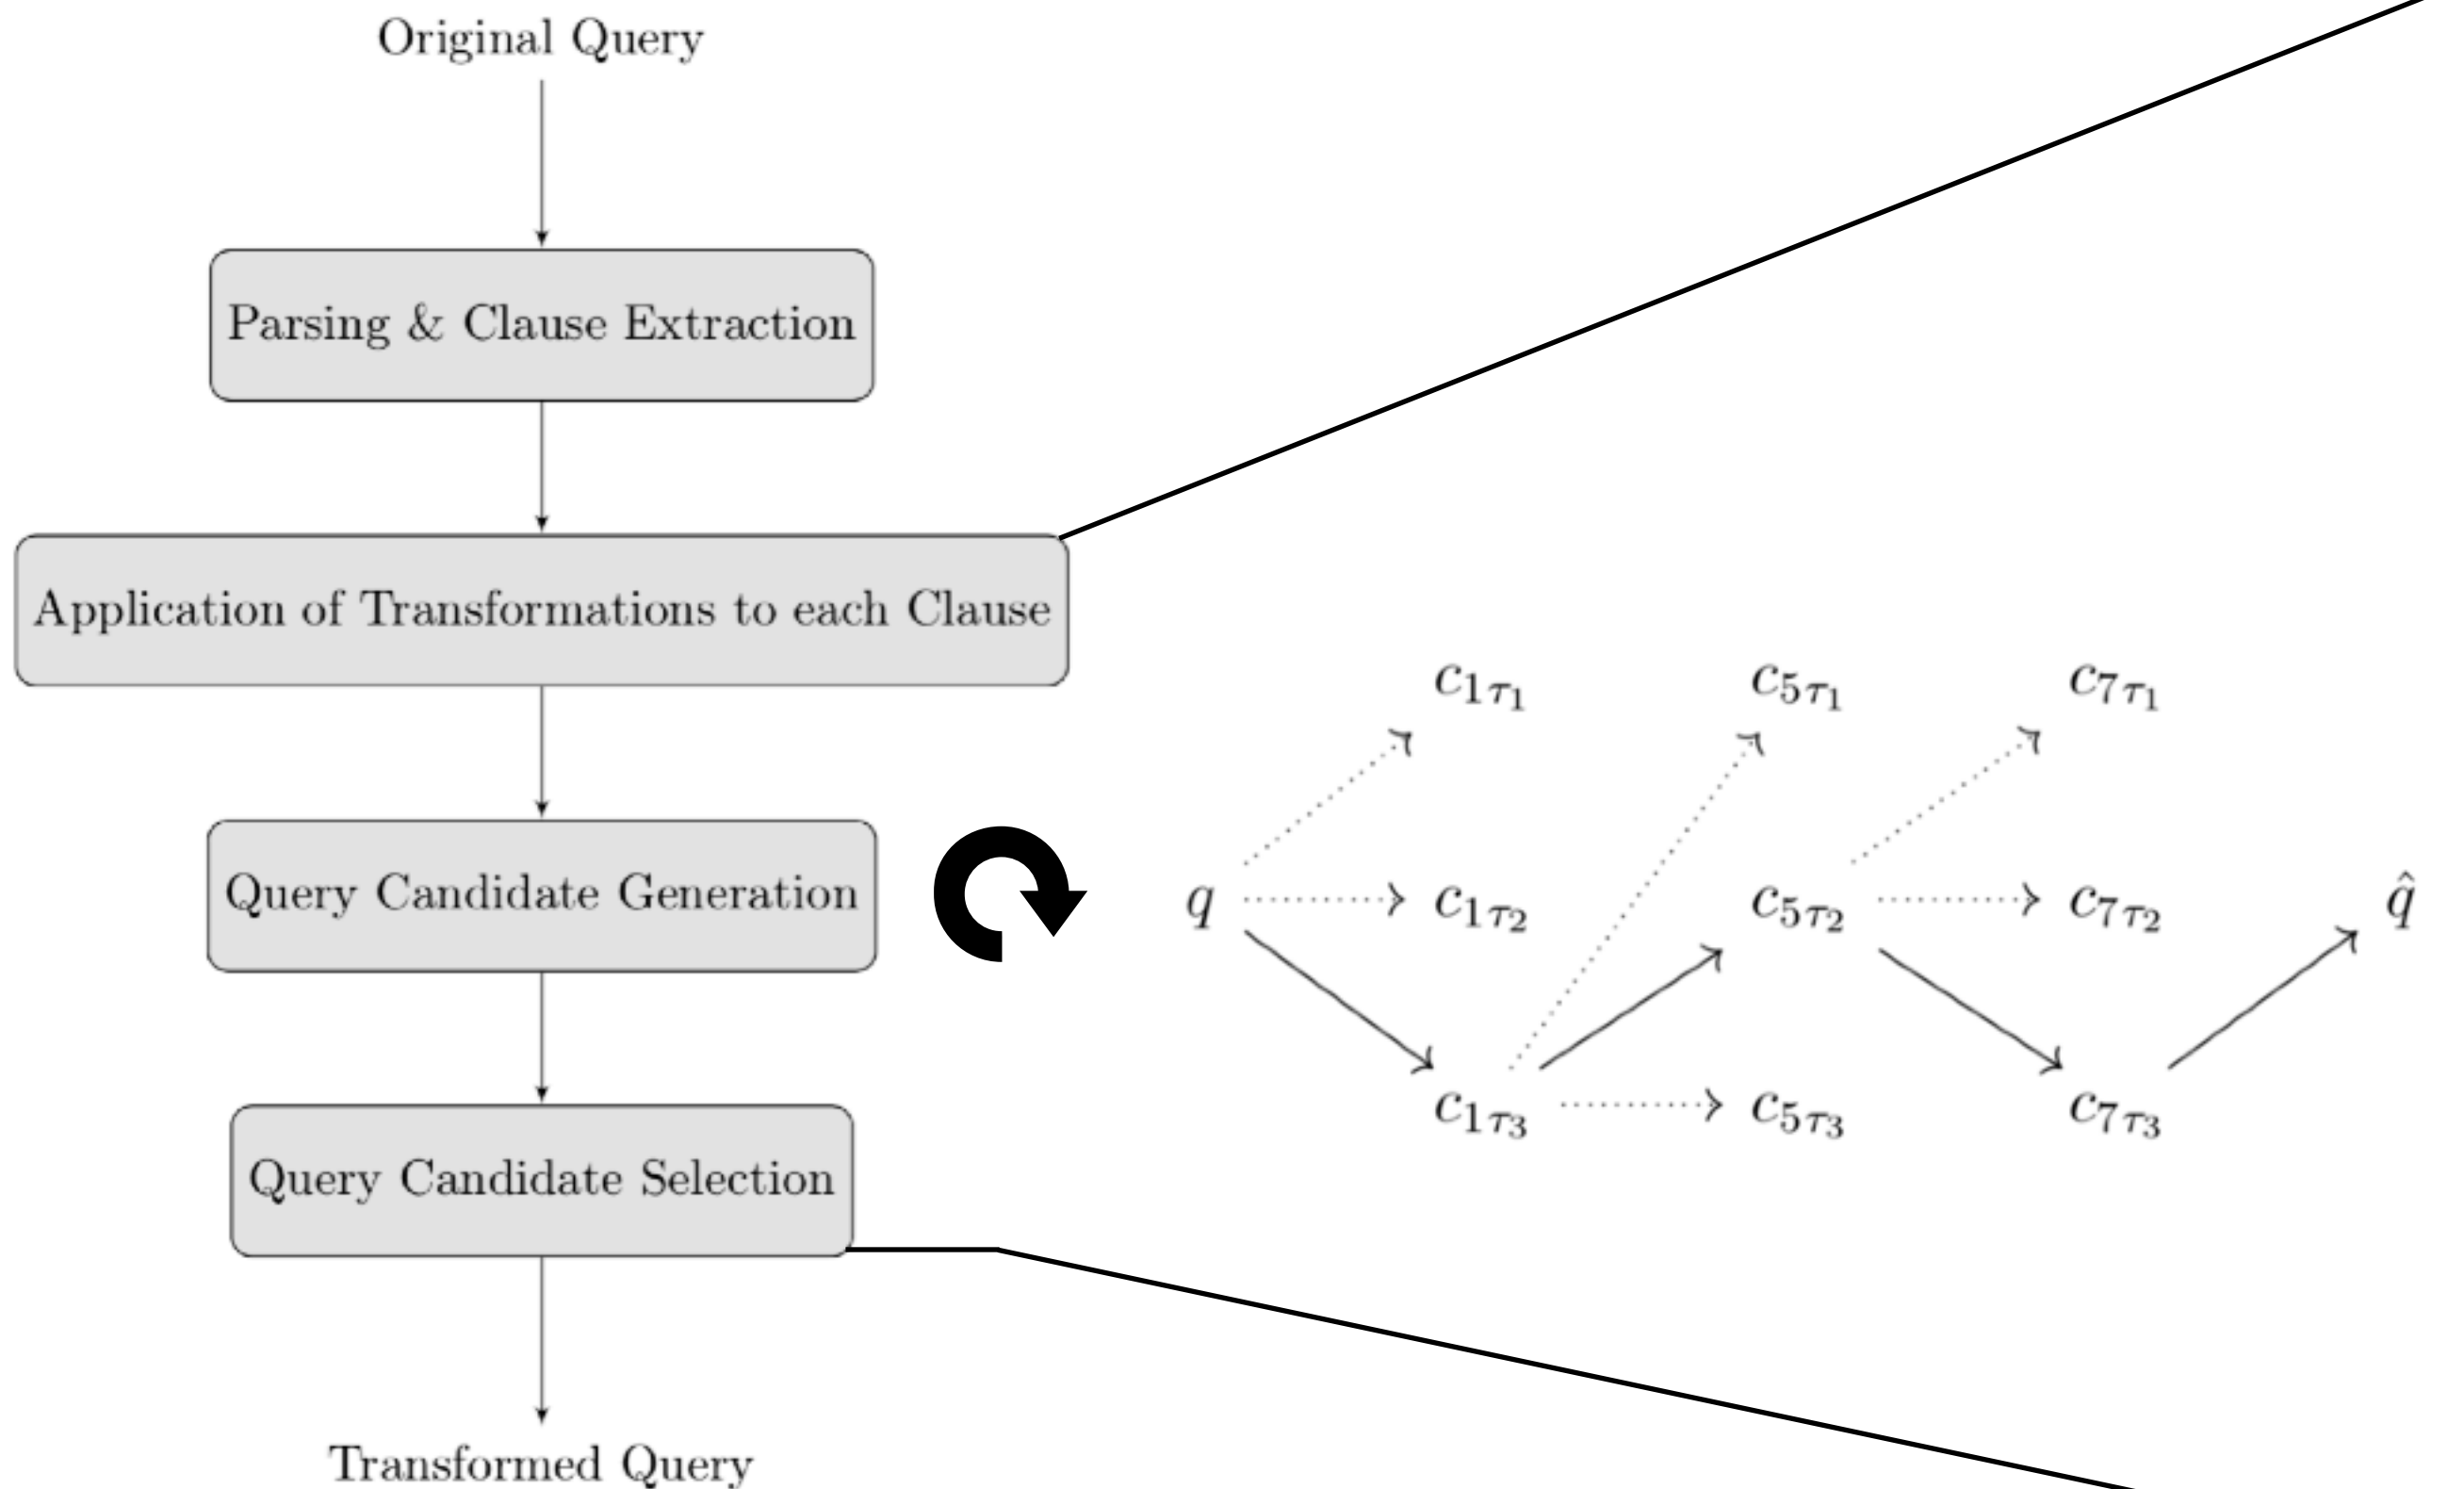 Original Query
Parsing & Clause Extraction
Application of Transformations to each Clause
Query Candidate Generation
Query Candidate Selection
Transformed Query
c₁τ₁ c₅τ₁ c₇τ₁
q c₁τ₂ c₅τ₂ c₇τ₂ q̂
c₁τ₃ c₅τ₃ c₇τ₃